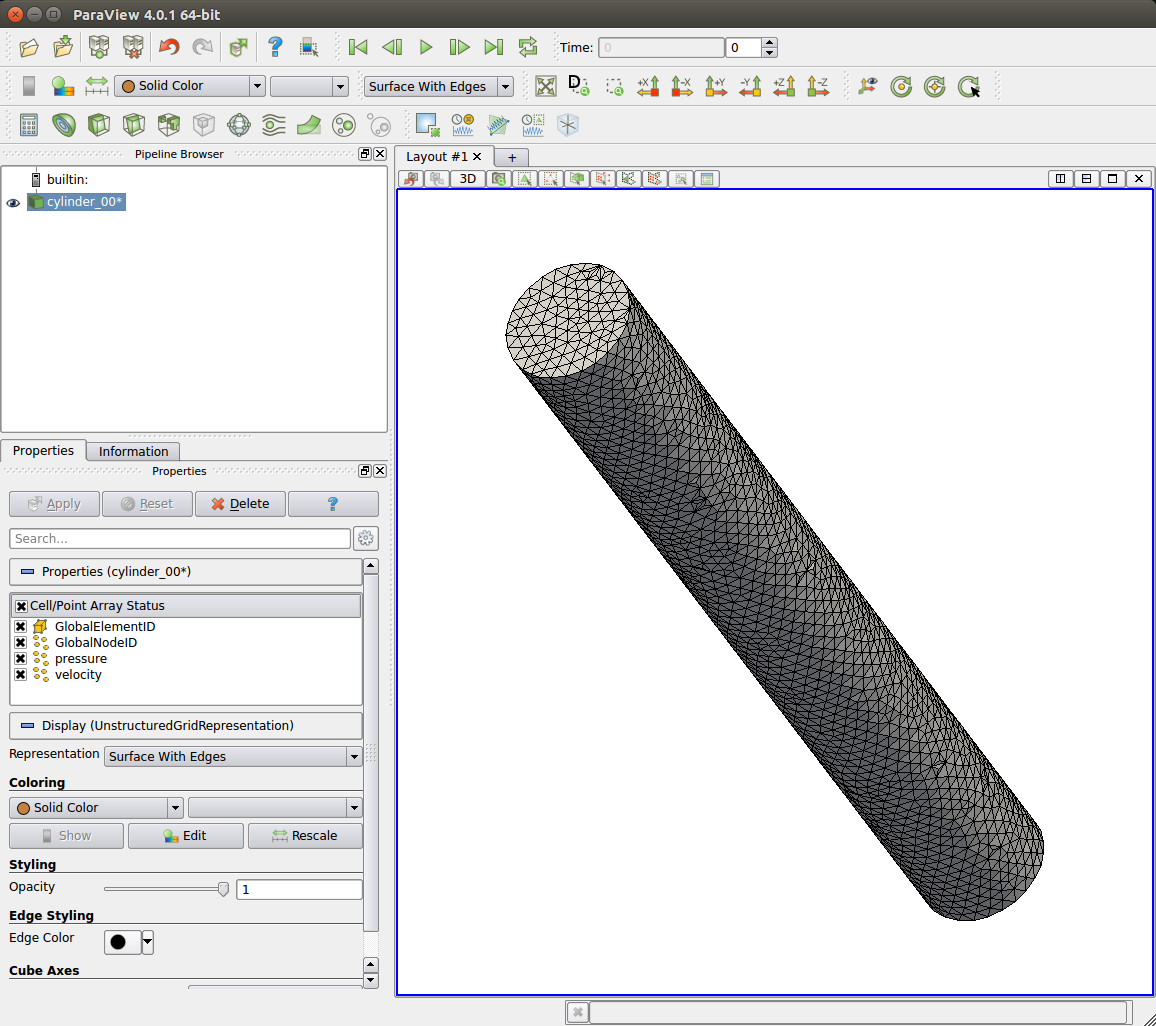 ParaView 4.0.1 64-bit
Time: 0 0
Solid Color Surface With Edges D +X -X +Y -Y +Z -Z
Pipeline Browser
builtin:
cylinder_00*
Layout #1
3D
Properties Information
Properties
Apply Reset Delete ?
Search...
Properties (cylinder_00*)
Cell/Point Array Status
GlobalElementID
GlobalNodeID
pressure
velocity
Display (UnstructuredGridRepresentation)
Representation Surface With Edges
Coloring
Solid Color
Show Edit Rescale
Styling
Opacity 1
Edge Styling
Edge Color
Cube Axes